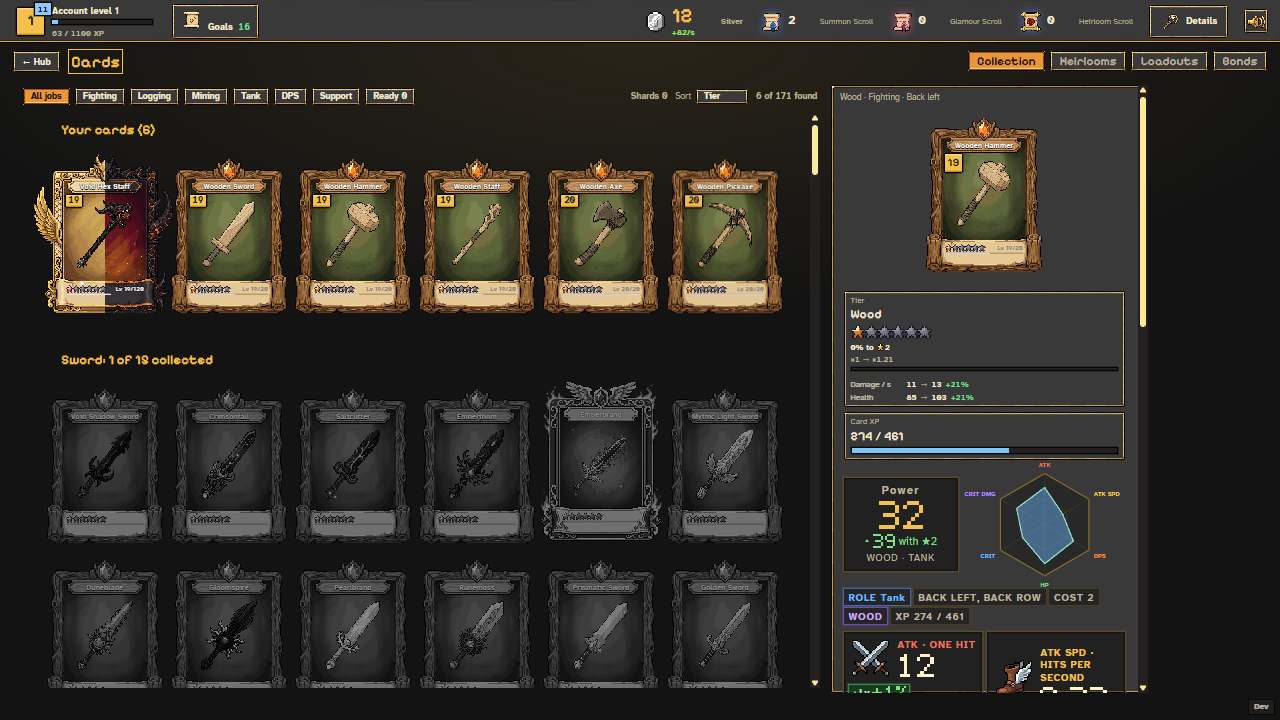 1
11
Account level 1
63 / 1100 XP
Goals 16
18
+82/s
Silver
2
Summon Scroll
0
Glamour Scroll
0
Heirloom Scroll
Details
← Hub
Cards
Collection
Heirlooms
Loadouts
Bonds
All jobs
Fighting
Logging
Mining
Tank
DPS
Support
Ready 0
Shards 0
Sort
Tier
6 of 171 found
Your cards (6)
Void Hex Staff
19
Lv 19/120
Wooden Sword
19
Lv 19/20
Wooden Hammer
19
Lv 19/20
Wooden Staff
19
Lv 19/20
Wooden Axe
20
Lv 20/20
Wooden Pickaxe
20
Lv 20/20
Sword: 1 of 19 collected
Void Shadow Sword
Crimsonfall
Saltcutter
Emberthorn
Emberbrand
Mythic Light Sword
Duneblade
Gloomspire
Pearlbrand
Runemoss
Prismatic Sword
Golden Sword
Wood · Fighting · Back left
Wooden Hammer
19
Lv 19/20
Tier
Wood
0% to ★2
×1 → ×1.21
Damage / s 11 → 13 +21%
Health 85 → 103 +21%
Card XP
274 / 461
Power
32
39 with ★2
WOOD · TANK
ATK
ATK SPD
DPS
HP
CRIT
CRIT DMG
ROLE Tank
BACK LEFT, BACK ROW
COST 2
WOOD
XP 274 / 461
ATK · ONE HIT
12
ATK SPD ·
HITS PER
SECOND
Dev